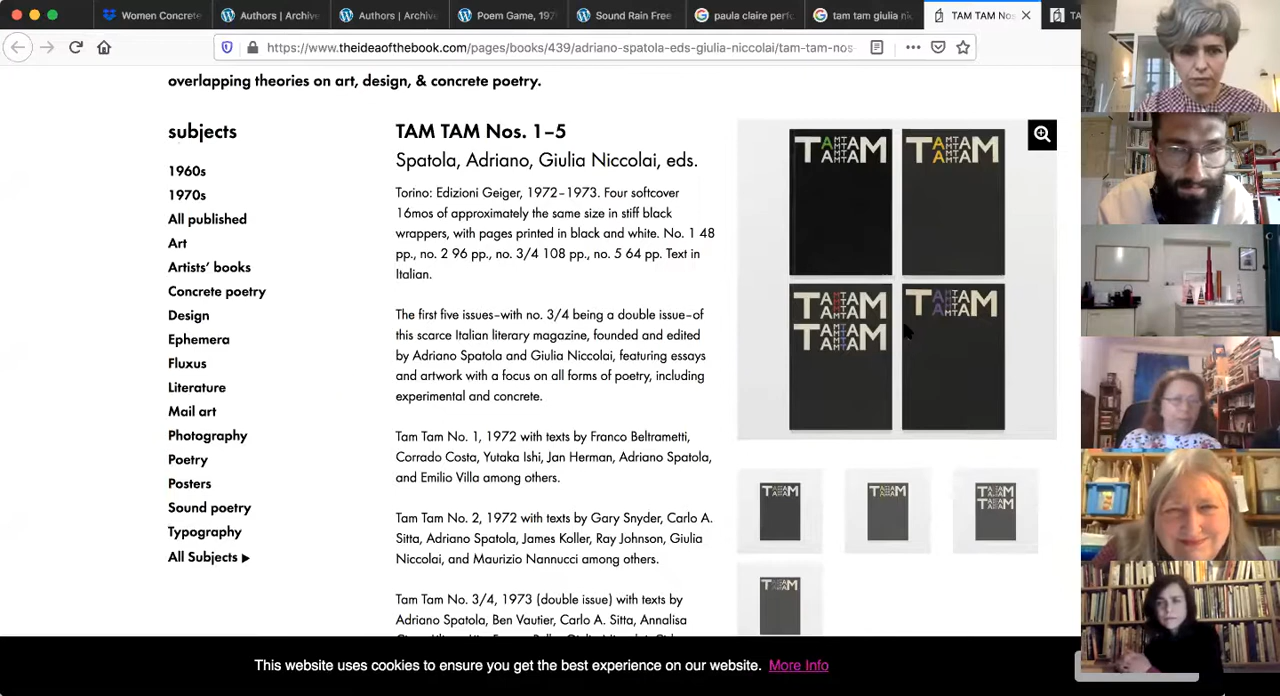 Women Concrete
Authors | Archive
Authors | Archive
Poem Game, 197
Sound Rain Free
paula claire perf
tam tam giulia nic
TAM TAM Nos.
TA
https://www.theideaofthebook.com/pages/books/439/adriano-spatola-eds-giulia-niccolai/tam-tam-nos-
overlapping theories on art, design, & concrete poetry.
subjects
1960s
1970s
All published
Art
Artists' books
Concrete poetry
Design
Ephemera
Fluxus
Literature
Mail art
Photography
Poetry
Posters
Sound poetry
Typography
All Subjects ▶
TAM TAM Nos. 1–5
Spatola, Adriano, Giulia Niccolai, eds.
Torino: Edizioni Geiger, 1972–1973. Four softcover
16mos of approximately the same size in stiff black
wrappers, with pages printed in black and white. No. 1 48
pp., no. 2 96 pp., no. 3/4 108 pp., no. 5 64 pp. Text in
Italian.
The first five issues–with no. 3/4 being a double issue–of
this scarce Italian literary magazine, founded and edited
by Adriano Spatola and Giulia Niccolai, featuring essays
and artwork with a focus on all forms of poetry, including
experimental and concrete.
Tam Tam No. 1, 1972 with texts by Franco Beltrametti,
Corrado Costa, Yutaka Ishi, Jan Herman, Adriano Spatola,
and Emilio Villa among others.
Tam Tam No. 2, 1972 with texts by Gary Snyder, Carlo A.
Sitta, Adriano Spatola, James Koller, Ray Johnson, Giulia
Niccolai, and Maurizio Nannucci among others.
Tam Tam No. 3/4, 1973 (double issue) with texts by
Adriano Spatola, Ben Vautier, Carlo A. Sitta, Annalisa
This website uses cookies to ensure you get the best experience on our website. More Info